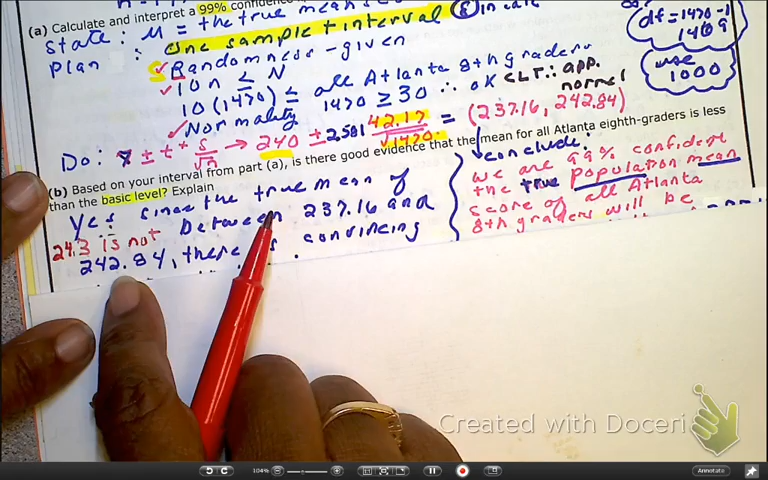 (a) Calculate and interpret a 99% confidence
State: μ = the true mean s
Plan: One sample t interval (8) in calc
Randomness - given
10n ≤ N
10(1470) ≤ all Atlanta 8th graders
Normality 1470 ≥ 30 ∴ OK CLT: app. normal
df = 1470 - 1
1469
use
1000
Do: x̄ ± t* s/√n → 240 ± 2.581 42.17/√1470 = (237.16, 242.84)
(b) Based on your interval from part (a), is there good evidence that the mean for all Atlanta eighth-graders is less
than the basic level? Explain
Yes since the true mean of
243 is not between 237.16 and
242.84, there is convincing
conclude:
we are 99% confident
the true population mean
score of all Atlanta
8th graders will be
Created with Doceri
104%
Annotate